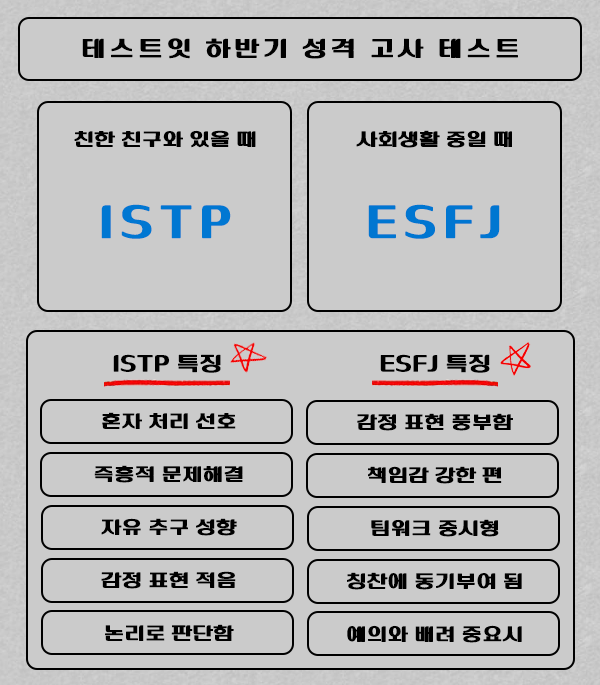 테스트잇 하반기 성격 고사 테스트
친한 친구와 있을 때
ISTP
사회생활 중일 때
ESFJ
ISTP 특징
혼자 처리 선호
즉흥적 문제해결
자유 추구 성향
감정 표현 적음
논리로 판단함
ESFJ 특징
감정 표현 풍부함
책임감 강한 편
팀워크 중시형
칭찬에 동기부여 됨
예의와 배려 중요시